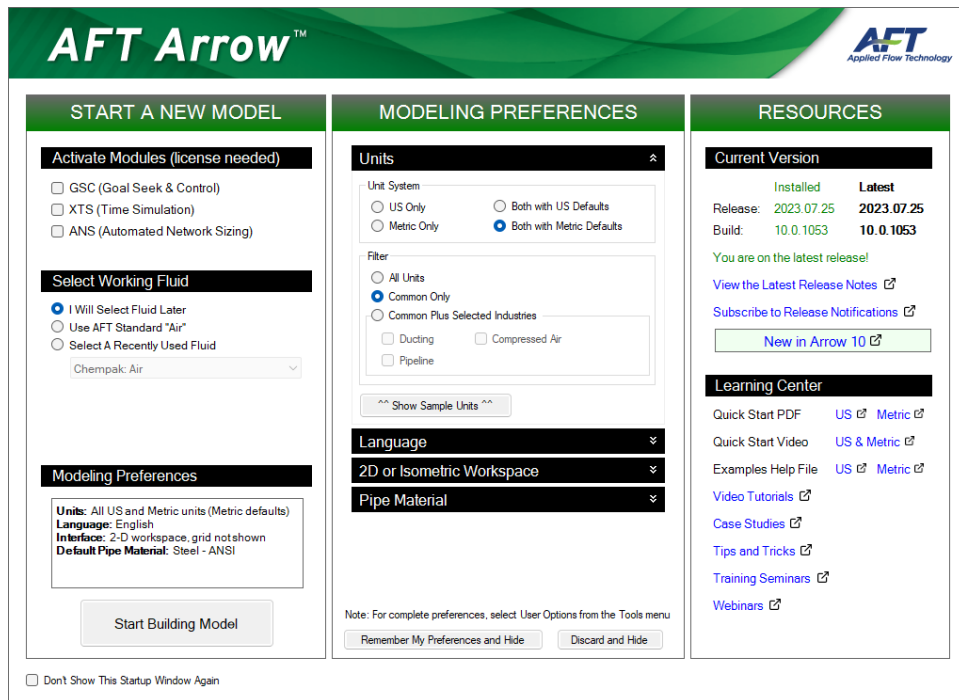 AFT Arrow™
AFT
Applied Flow Technology
START A NEW MODEL
Activate Modules (license needed)
GSC (Goal Seek & Control)
XTS (Time Simulation)
ANS (Automated Network Sizing)
Select Working Fluid
I Will Select Fluid Later
Use AFT Standard "Air"
Select A Recently Used Fluid
Chempak: Air
Modeling Preferences
Units: All US and Metric units (Metric defaults)
Language: English
Interface: 2-D workspace, grid not shown
Default Pipe Material: Steel - ANSI
Start Building Model
MODELING PREFERENCES
Units
Unit System
US Only Both with US Defaults
Metric Only Both with Metric Defaults
Filter
All Units
Common Only
Common Plus Selected Industries
Ducting Compressed Air
Pipeline
^^ Show Sample Units ^^
Language
2D or Isometric Workspace
Pipe Material
Note: For complete preferences, select User Options from the Tools menu
Remember My Preferences and Hide Discard and Hide
RESOURCES
Current Version
Installed Latest
Release: 2023.07.25 2023.07.25
Build: 10.0.1053 10.0.1053
You are on the latest release!
View the Latest Release Notes
Subscribe to Release Notifications
New in Arrow 10
Learning Center
Quick Start PDF US Metric
Quick Start Video US & Metric
Examples Help File US Metric
Video Tutorials
Case Studies
Tips and Tricks
Training Seminars
Webinars
Don't Show This Startup Window Again